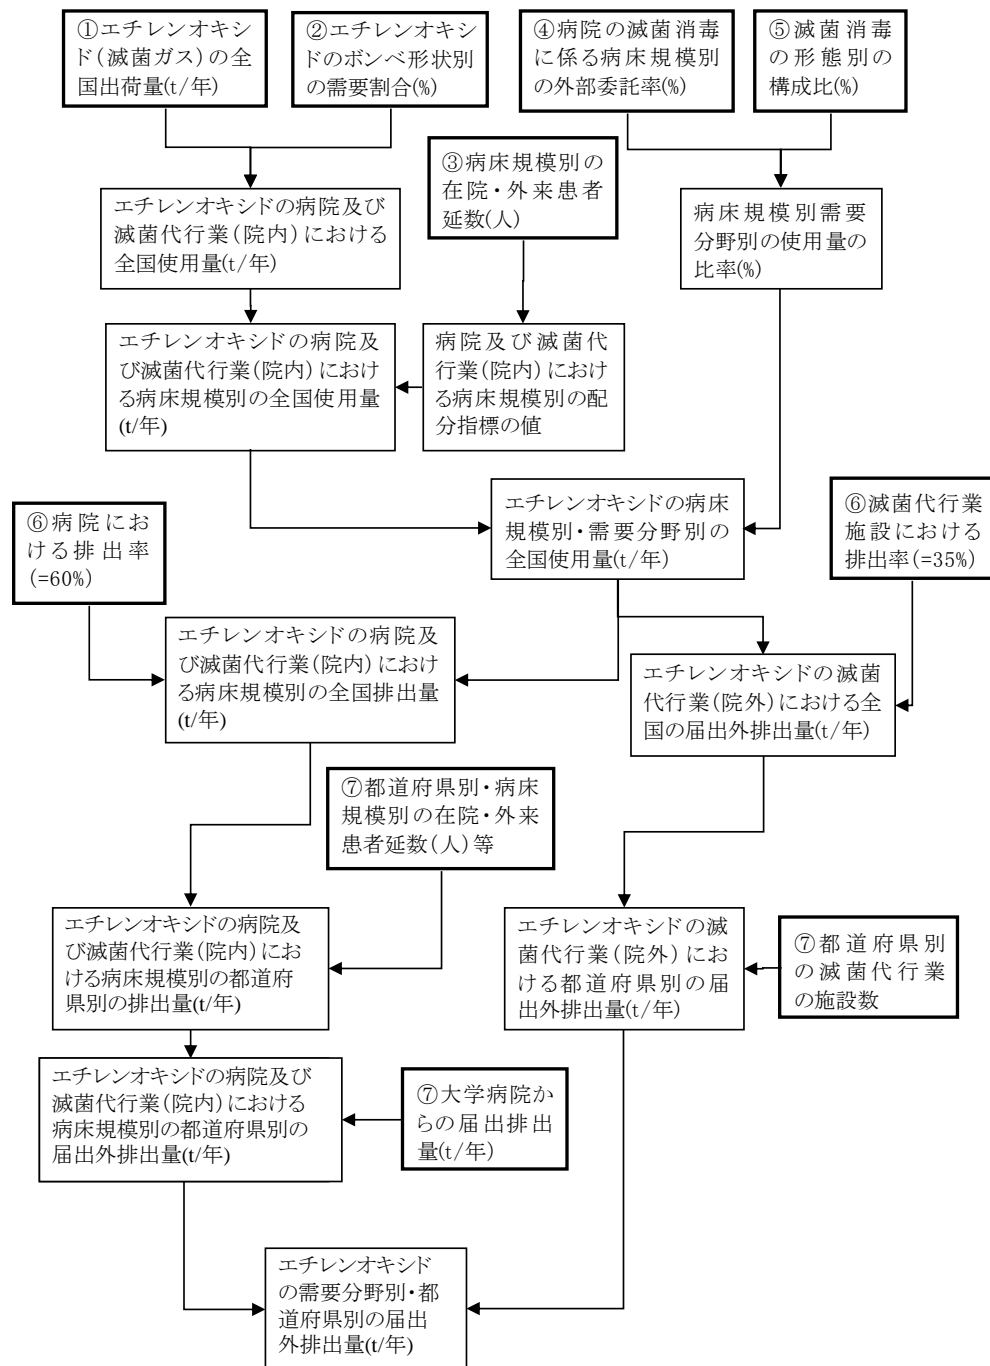 ①エチレンオキシ
ド(滅菌ガス)の全
国出荷量(t/年)
②エチレンオキシ
ドのボンベ形状別
の需要割合(%)
④病院の滅菌消毒
に係る病床規模別
の外部委託率(%)
⑤滅菌消毒
の形態別の
構成比(%)
③病床規模別の
在院・外来患者
延数(人)
エチレンオキシドの病院及び
滅菌代行業(院内)における
全国使用量(t/年)
病床規模別需要
分野別の使用量の
比率(%)
エチレンオキシドの病院及
び滅菌代行業(院内)におけ
る病床規模別の全国使用量
(t/年)
病院及び滅菌代
行業(院内)におけ
る病床規模別の配
分指標の値
エチレンオキシドの病床
規模別・需要分野別の
全国使用量(t/年)
⑥病院にお
ける排出率
(=60%)
⑥滅菌代行業
施設における
排出率(=35%)
エチレンオキシドの病院及
び滅菌代行業(院内)におけ
る病床規模別の全国排出量
(t/年)
エチレンオキシドの滅菌
代行業(院外)における全
国の届出外排出量(t/年)
⑦都道府県別・病床
規模別の在院・外来
患者延数(人)等
エチレンオキシドの病院及
び滅菌代行業(院内)にお
ける病床規模別の都道府
県別の排出量(t/年)
エチレンオキシドの滅
菌代行業(院外)にお
ける都道府県別の届
出外排出量(t/年)
⑦都道府県別
の滅菌代行業
の施設数
エチレンオキシドの病院及び
滅菌代行業(院内)における
病床規模別の都道府県別の
届出外排出量(t/年)
⑦大学病院か
らの届出排出
量(t/年)
エチレンオキシド
の需要分野別・都
道府県別の届出
外排出量(t/年)